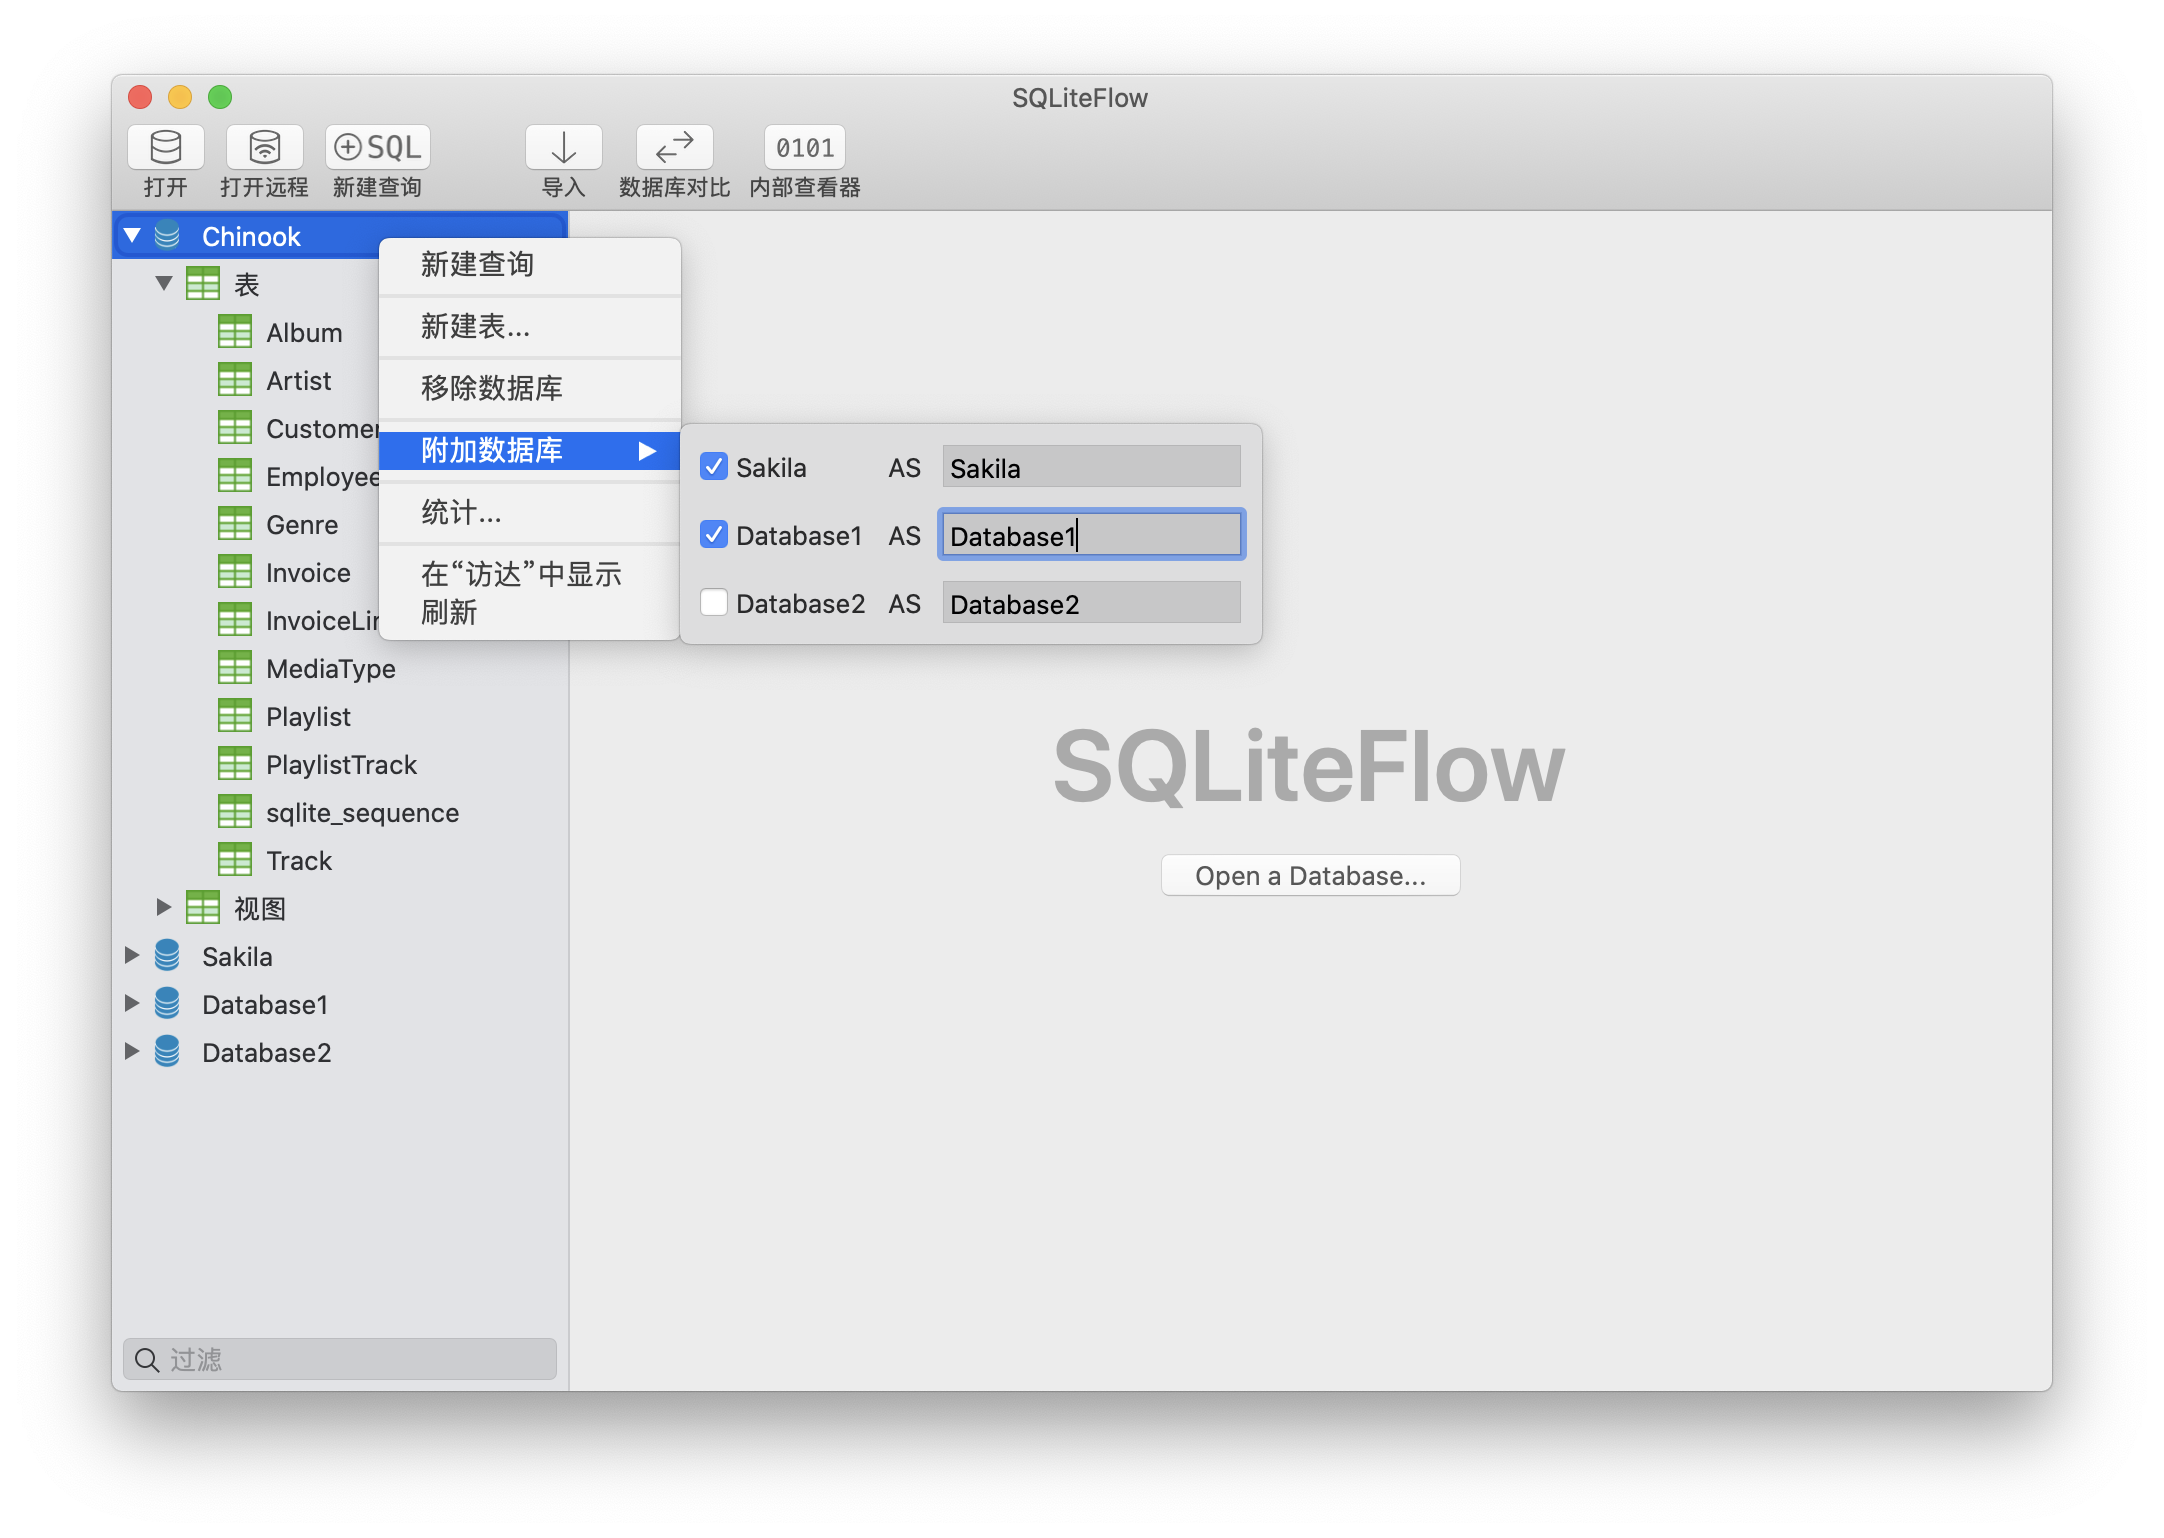 SQLiteFlow
SQL
0101
打开
打开远程
新建查询
导入
数据库对比
内部查看器
Chinook
表
Album
Artist
Customer
Employee
Genre
Invoice
InvoiceLi
MediaType
Playlist
PlaylistTrack
sqlite_sequence
Track
视图
Sakila
Database1
Database2
过滤
新建查询
新建表...
移除数据库
附加数据库
统计...
在“访达”中显示
刷新
Sakila AS Sakila
Database1 AS Database1
Database2 AS Database2
SQLiteFlow
Open a Database...